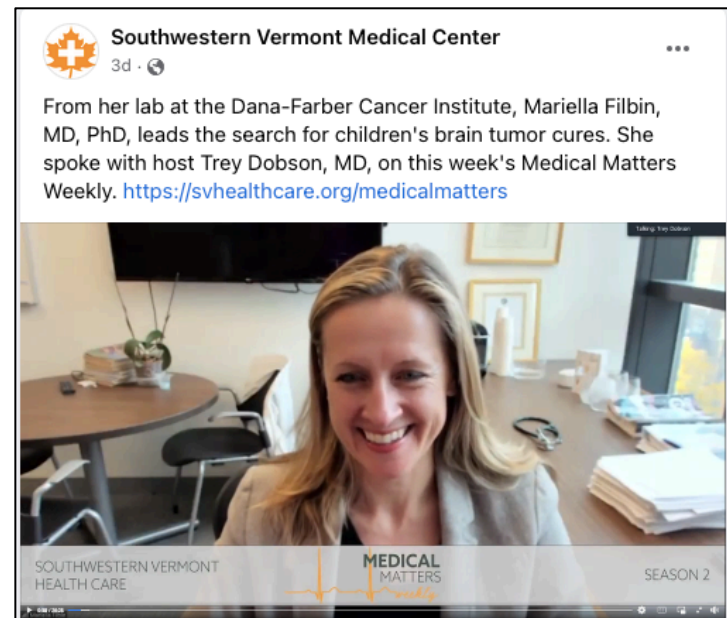 Southwestern Vermont Medical Center
3d ·
From her lab at the Dana-Farber Cancer Institute, Mariella Filbin,
MD, PhD, leads the search for children's brain tumor cures. She
spoke with host Trey Dobson, MD, on this week's Medical Matters
Weekly. https://svhealthcare.org/medicalmatters
Talking: Trey Dobson
SOUTHWESTERN VERMONT
HEALTH CARE
MEDICAL
MATTERS
weekly
SEASON 2
Mariella Filbin